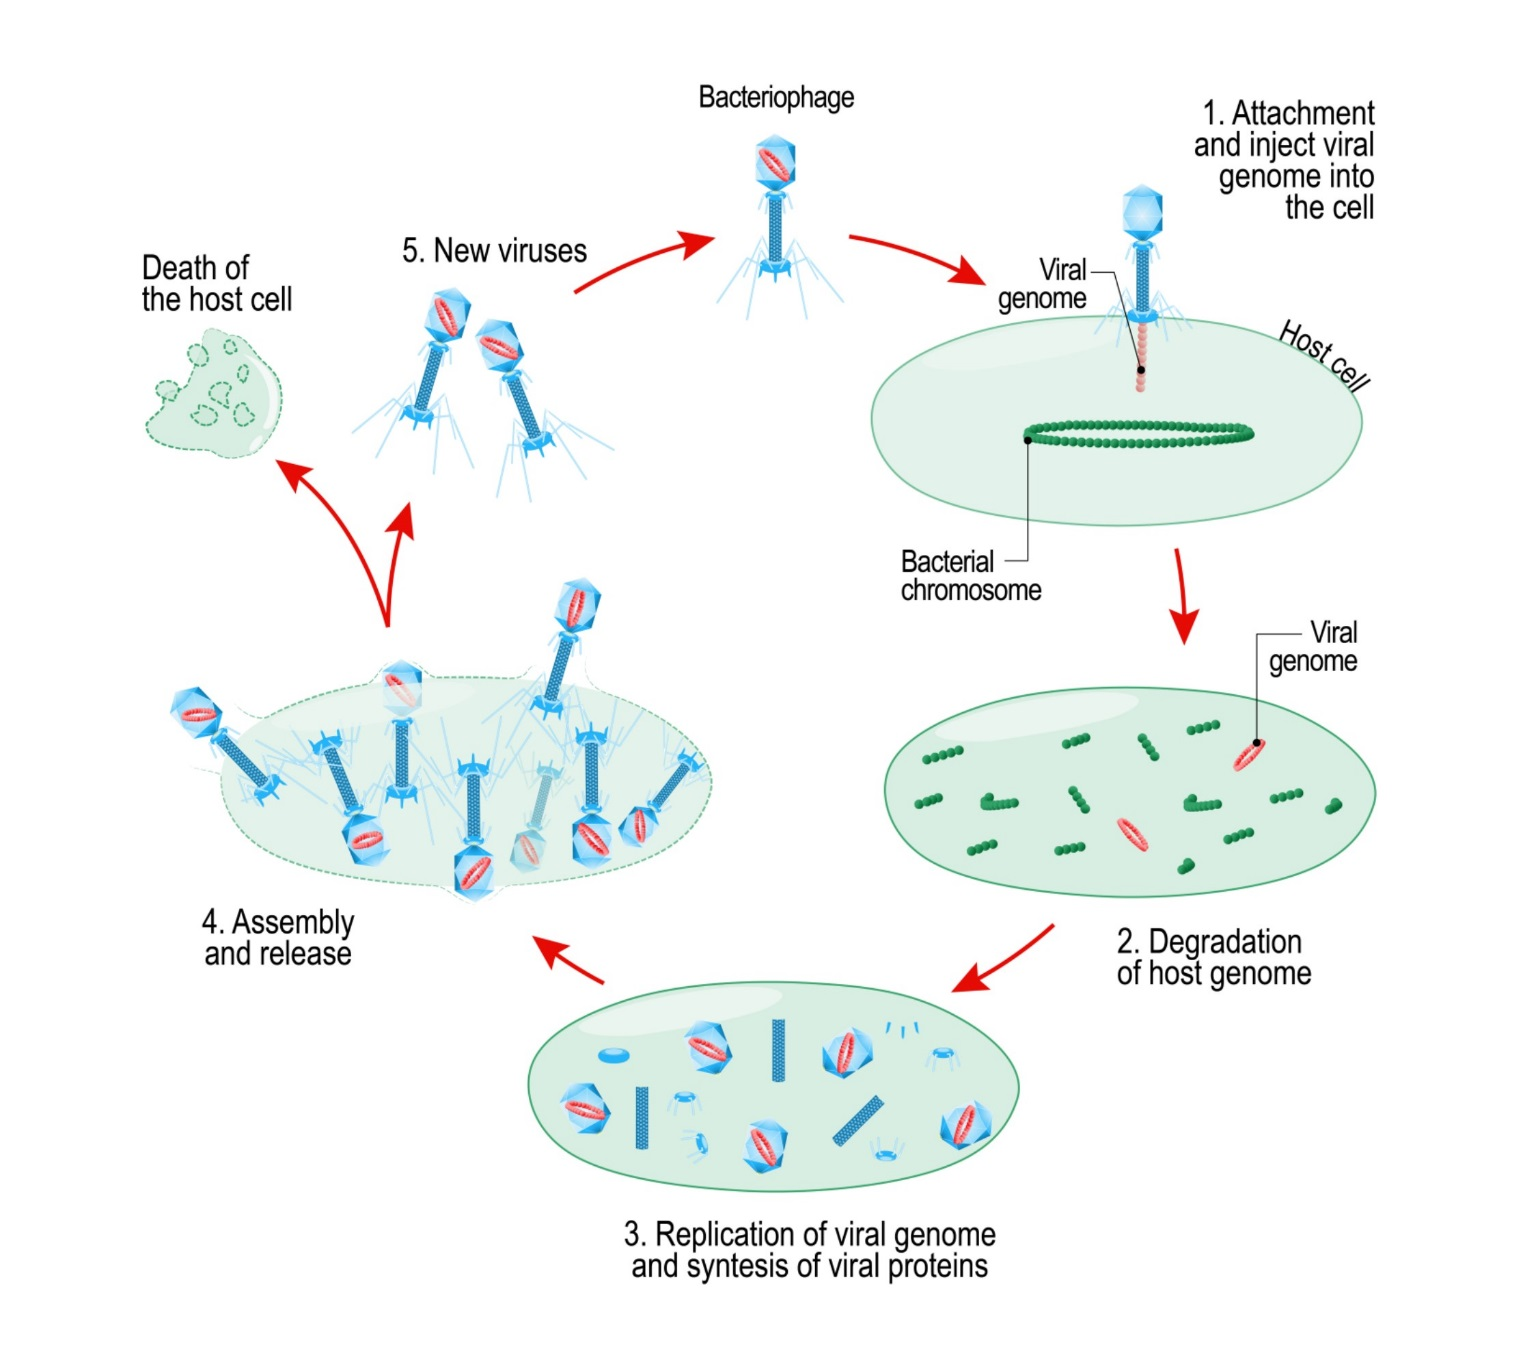 Bacteriophage
1. Attachment
and inject viral
genome into
the cell
Viral
genome
Host cell
Bacterial
chromosome
Viral
genome
2. Degradation
of host genome
3. Replication of viral genome
and syntesis of viral proteins
4. Assembly
and release
5. New viruses
Death of
the host cell